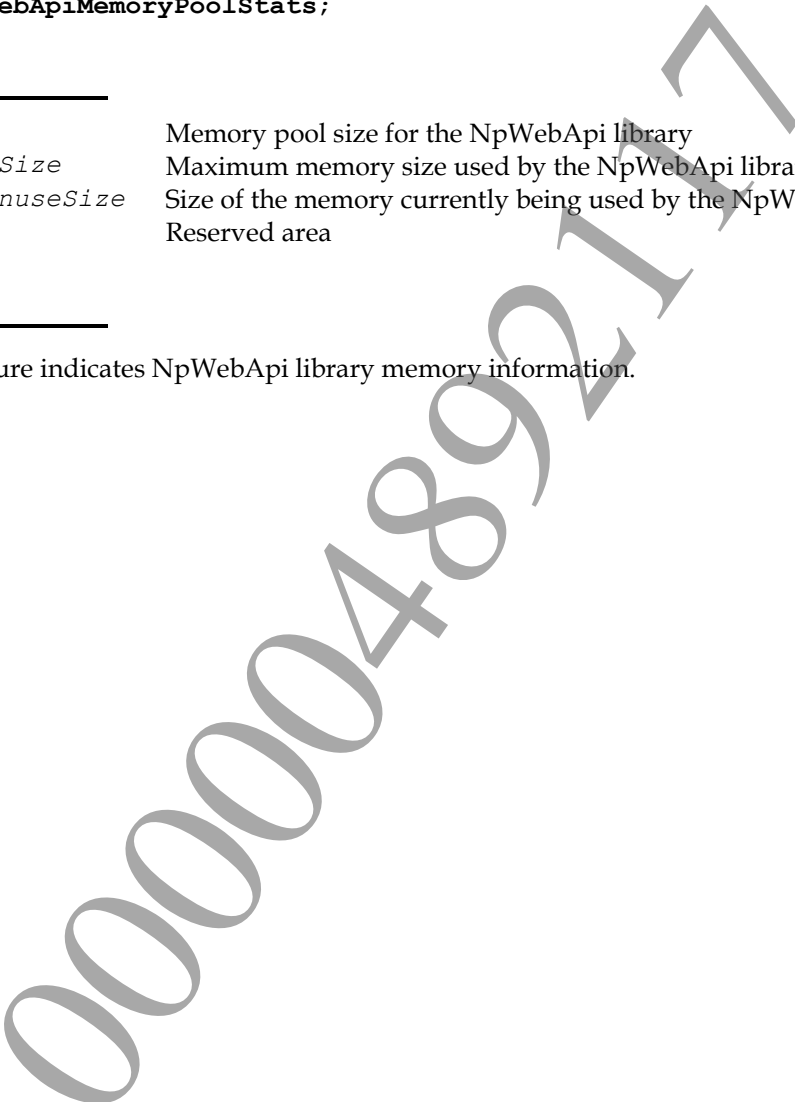 ebApiMemoryPoolStats;
Memory pool size for the NpWebApi library
Size Maximum memory size used by the NpWebApi libra
nuseSize Size of the memory currently being used by the NpW
Reserved area
ure indicates NpWebApi library memory information.
000004892117